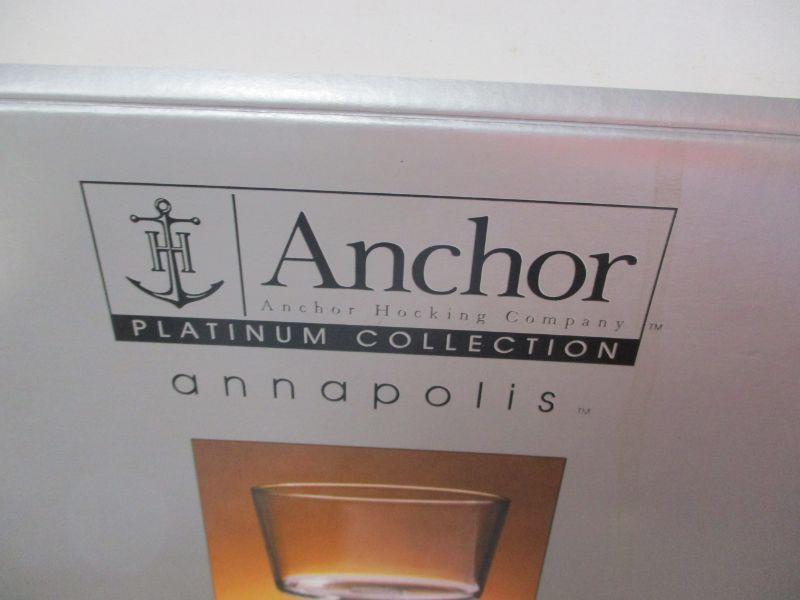 H
Anchor
Anchor Hocking Company ™
PLATINUM COLLECTION
annapolis ™